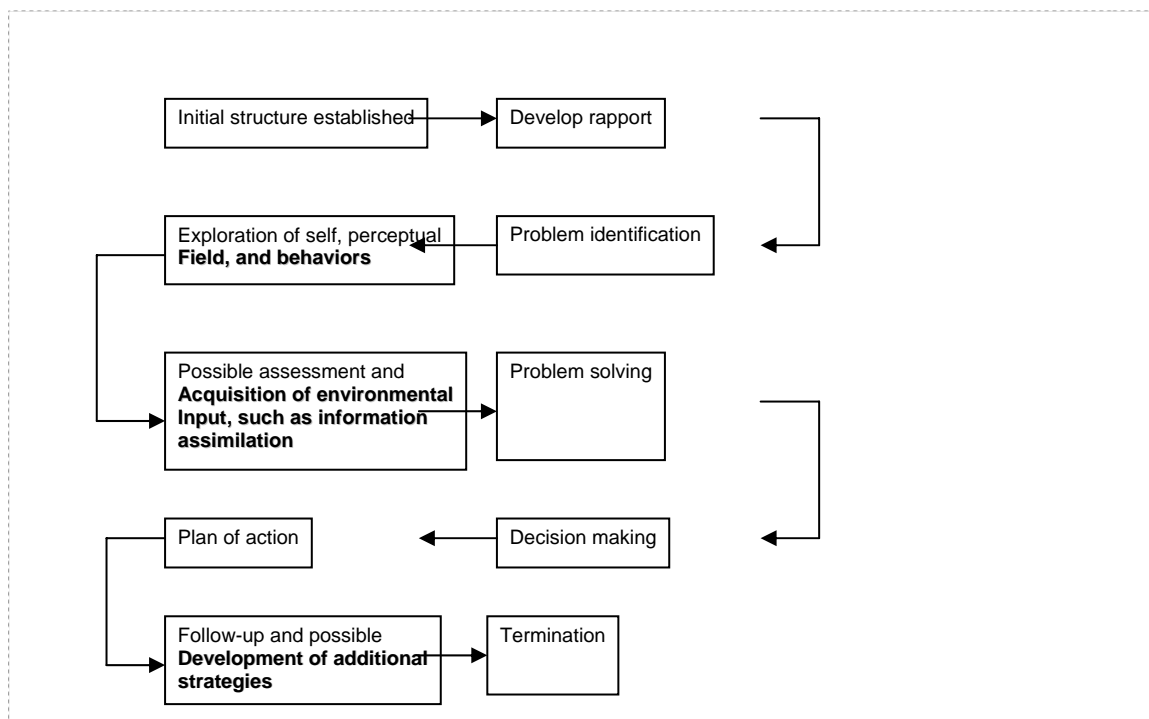 Initial structure established
Develop rapport
Exploration of self, perceptual
Field, and behaviors
Problem identification
Possible assessment and
Acquisition of environmental
Input, such as information
assimilation
Problem solving
Plan of action
Decision making
Follow-up and possible
Development of additional
strategies
Termination